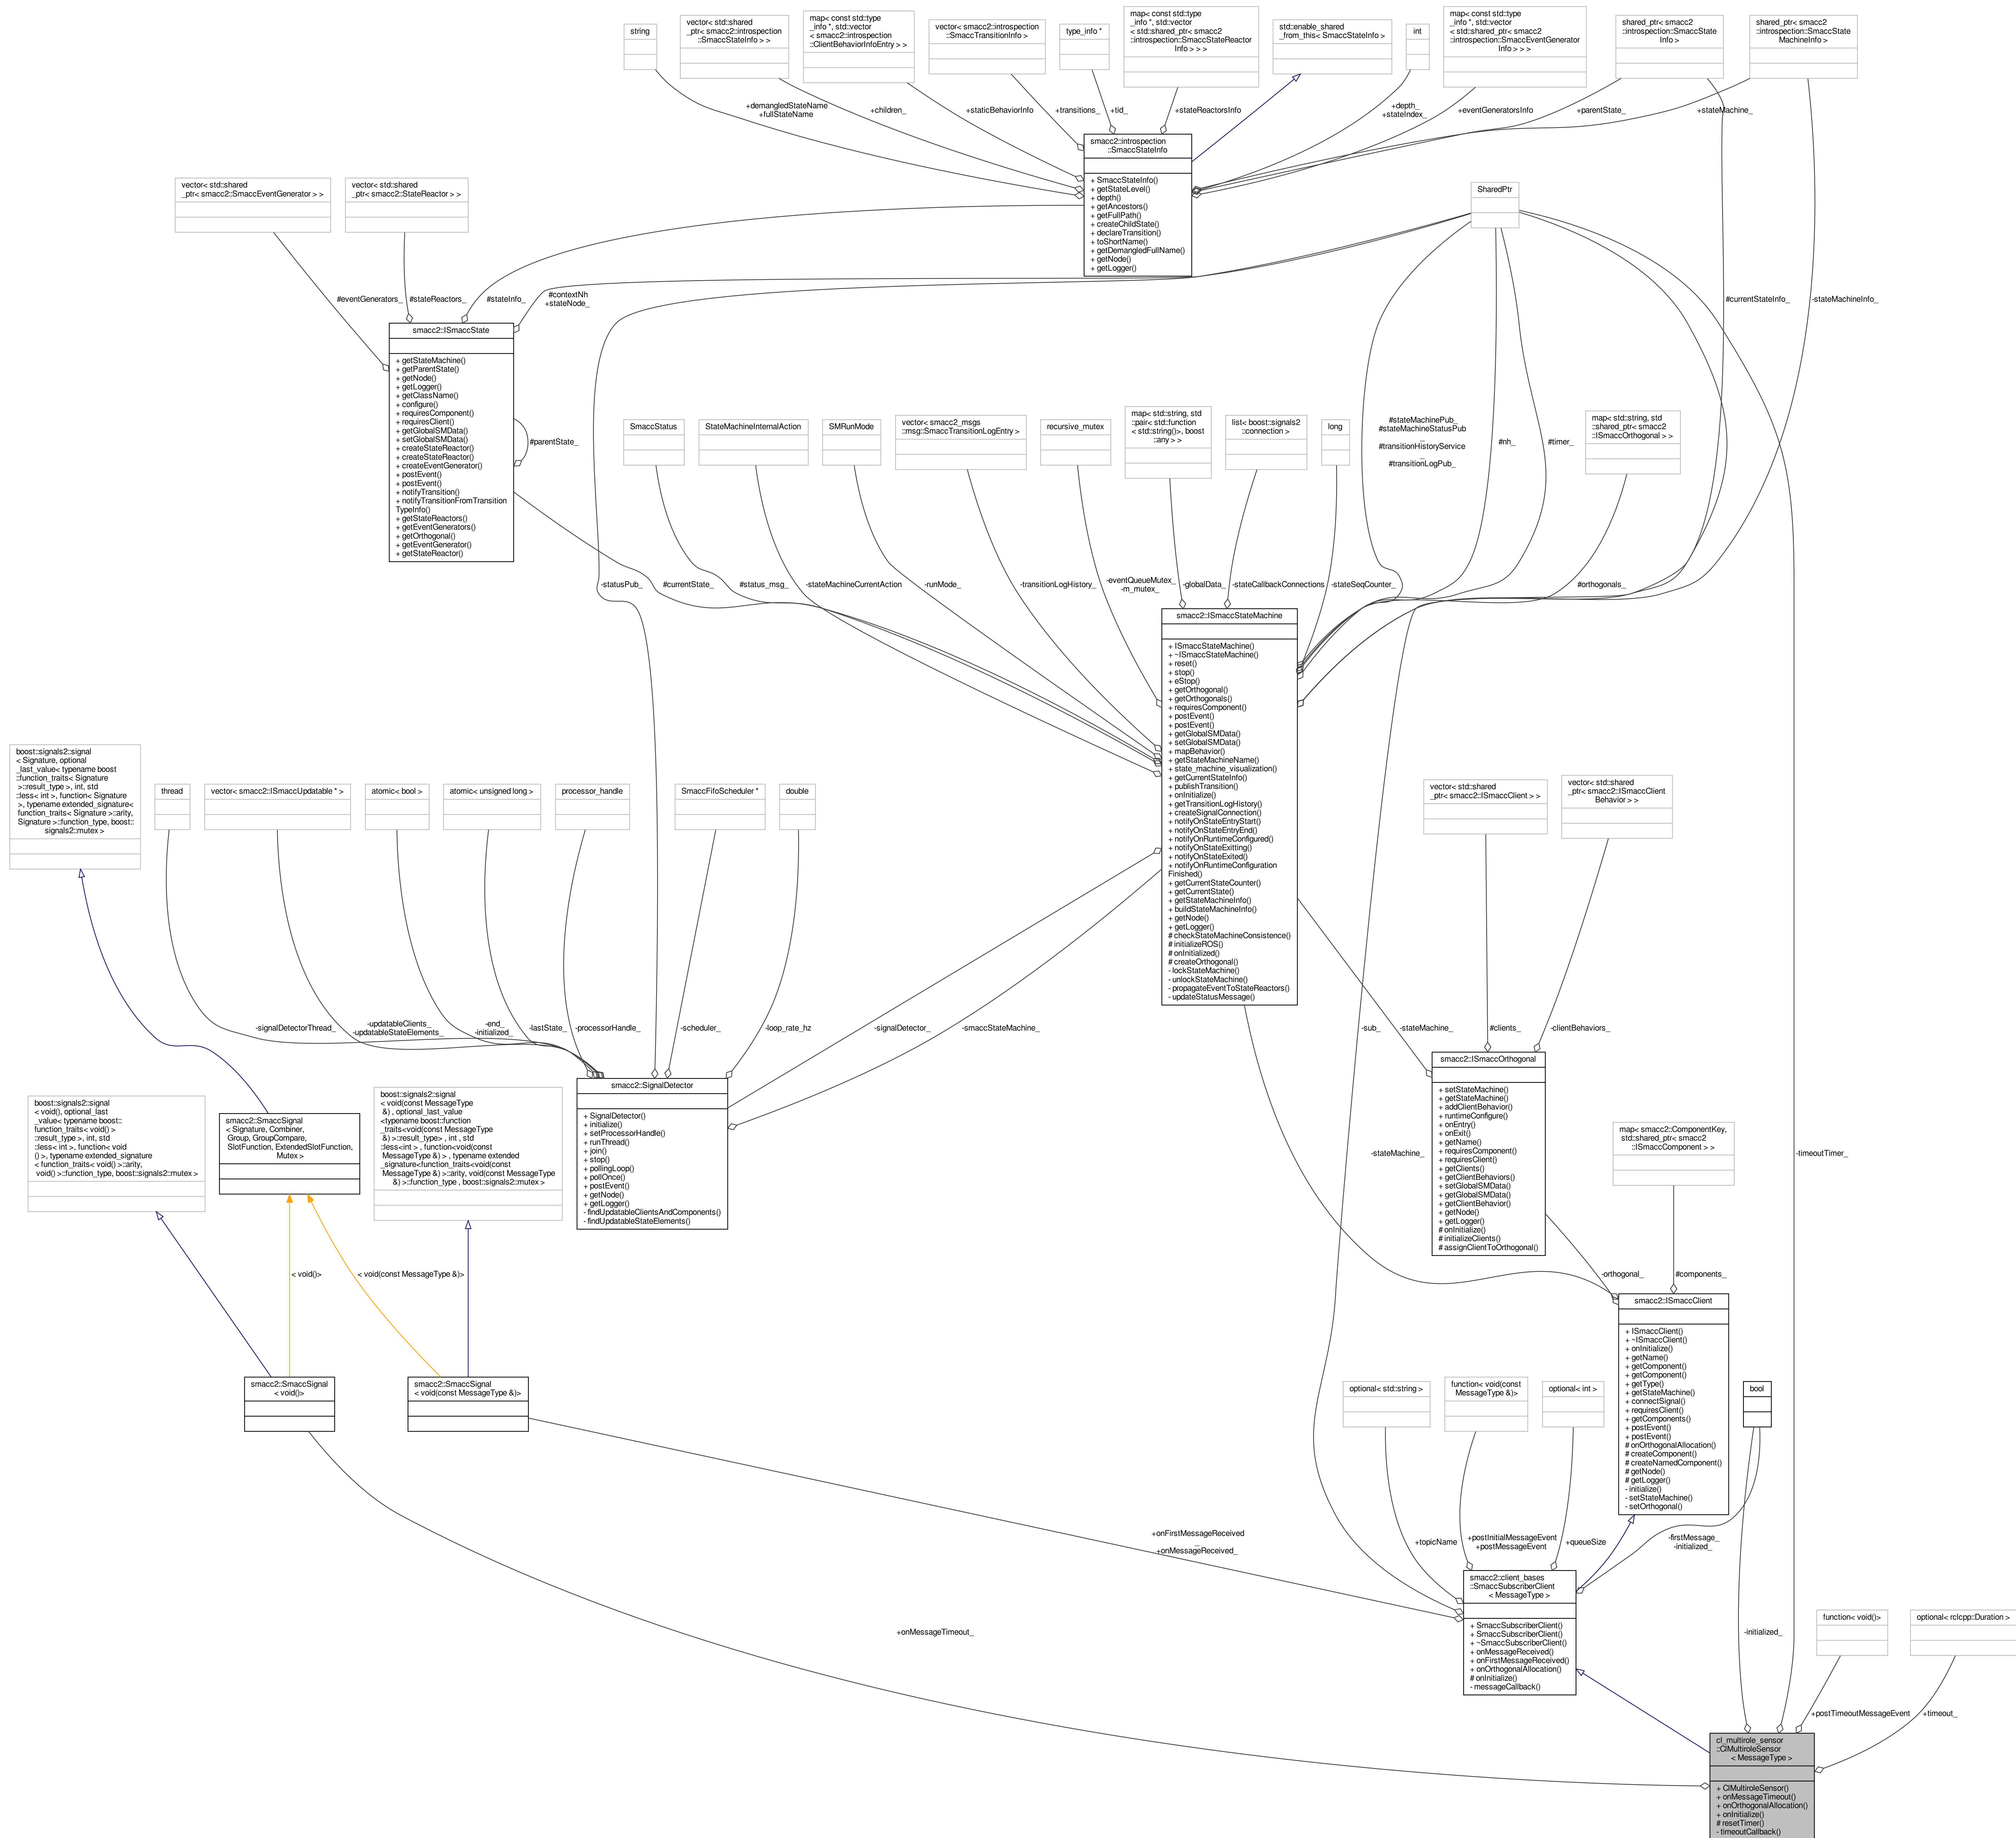 string
vector< std::shared
_ptr< smacc2::introspection
::SmaccStateInfo > >
map< const std::type
_info *, std::vector
< smacc2::introspection
::ClientBehaviorInfoEntry > >
vector< smacc2::introspection
::SmaccTransitionInfo >
type_info *
map< const std::type
_info *, std::vector
< std::shared_ptr< smacc2
::introspection::SmaccStateReactor
Info > > >
std::enable_shared
_from_this< SmaccStateInfo >
int
map< const std::type
_info *, std::vector
< std::shared_ptr< smacc2
::introspection::SmaccEventGenerator
Info > > >
shared_ptr< smacc2
::introspection::SmaccState
Info >
shared_ptr< smacc2
::introspection::SmaccState
MachineInfo >
+demangledStateName
+fullStateName
+children_
+staticBehaviorInfo
+transitions_
+tid_
+stateReactorsInfo
+depth_
+stateIndex_
+eventGeneratorsInfo
+parentState_
+stateMachine_
smacc2::introspection
::SmaccStateInfo
+ SmaccStateInfo()
+ getStateLevel()
+ depth()
+ getAncestors()
+ getFullPath()
+ createChildState()
+ declareTransition()
+ toShortName()
+ getDemangledFullName()
+ getNode()
+ getLogger()
vector< std::shared
_ptr< smacc2::SmaccEventGenerator > >
vector< std::shared
_ptr< smacc2::StateReactor > >
SharedPtr
#eventGenerators_
#stateReactors_
#stateInfo_
#contextNh
+stateNode_
#currentStateInfo_
-stateMachineInfo_
smacc2::ISmaccState
+ getStateMachine()
+ getParentState()
+ getNode()
+ getLogger()
+ getClassName()
+ configure()
+ requiresComponent()
+ requiresClient()
+ getGlobalSMData()
+ setGlobalSMData()
+ createStateReactor()
+ createStateReactor()
+ createEventGenerator()
+ postEvent()
+ postEvent()
+ notifyTransition()
+ notifyTransitionFromTransition
TypeInfo()
+ getStateReactors()
+ getEventGenerators()
+ getOrthogonal()
+ getEventGenerator()
+ getStateReactor()
#parentState_
SmaccStatus
StateMachineInternalAction
SMRunMode
vector< smacc2_msgs
::msg::SmaccTransitionLogEntry >
recursive_mutex
map< std::string, std
::pair< std::function
< std::string()>, boost
::any > >
list< boost::signals2
::connection >
long
#stateMachinePub_
#stateMachineStatusPub
_
#transitionHistoryService
_
#transitionLogPub_
#nh_
#timer_
map< std::string, std
::shared_ptr< smacc2
::ISmaccOrthogonal > >
-statusPub_
#currentState_
#status_msg_
-stateMachineCurrentAction
-runMode_
-transitionLogHistory_
-eventQueueMutex_
-m_mutex_
-globalData_
-stateCallbackConnections
-stateSeqCounter_
#orthogonals_
smacc2::ISmaccStateMachine
+ ISmaccStateMachine()
+ ~ISmaccStateMachine()
+ reset()
+ stop()
+ eStop()
+ getOrthogonal()
+ getOrthogonals()
+ requiresComponent()
+ postEvent()
+ postEvent()
+ getGlobalSMData()
+ setGlobalSMData()
+ mapBehavior()
+ getStateMachineName()
+ state_machine_visualization()
+ getCurrentStateInfo()
+ publishTransition()
+ onInitialize()
+ getTransitionLogHistory()
+ createSignalConnection()
+ notifyOnStateEntryStart()
+ notifyOnStateEntryEnd()
+ notifyOnRuntimeConfigured()
+ notifyOnStateExitting()
+ notifyOnStateExited()
+ notifyOnRuntimeConfiguration
Finished()
+ getCurrentStateCounter()
+ getCurrentState()
+ getStateMachineInfo()
+ buildStateMachineInfo()
+ getNode()
+ getLogger()
# checkStateMachineConsistence()
# initializeROS()
# onInitialized()
# createOrthogonal()
- lockStateMachine()
- unlockStateMachine()
- propagateEventToStateReactors()
- updateStatusMessage()
boost::signals2::signal
< Signature, optional
_last_value< typename boost
::function_traits< Signature
>::result_type >, int, std
::less< int >, function< Signature
>, typename extended_signature<
function_traits< Signature >::arity,
Signature >::function_type, boost::
signals2::mutex >
thread
vector< smacc2::ISmaccUpdatable * >
atomic< bool >
atomic< unsigned long >
processor_handle
SmaccFifoScheduler *
double
vector< std::shared
_ptr< smacc2::ISmaccClient > >
vector< std::shared
_ptr< smacc2::ISmaccClient
Behavior > >
-signalDetectorThread_
-updatableClients_
-updatableStateElements_
-end_
-initialized_
-lastState_
-processorHandle_
-scheduler_
-loop_rate_hz
-signalDetector_
-smaccStateMachine_
-sub_
-stateMachine_
#clients_
-clientBehaviors_
smacc2::SignalDetector
+ SignalDetector()
+ initialize()
+ setProcessorHandle()
+ runThread()
+ join()
+ stop()
+ pollingLoop()
+ pollOnce()
+ postEvent()
+ getNode()
+ getLogger()
- findUpdatableClientsAndComponents()
- findUpdatableStateElements()
smacc2::ISmaccOrthogonal
+ setStateMachine()
+ getStateMachine()
+ addClientBehavior()
+ runtimeConfigure()
+ onEntry()
+ onExit()
+ getName()
+ requiresComponent()
+ requiresClient()
+ getClients()
+ getClientBehaviors()
+ setGlobalSMData()
+ getGlobalSMData()
+ getClientBehavior()
+ getNode()
+ getLogger()
# onInitialize()
# initializeClients()
# assignClientToOrthogonal()
boost::signals2::signal
< void(), optional_last
_value< typename boost::
function_traits< void() >
::result_type >, int, std
::less< int >, function< void
() >, typename extended_signature
< function_traits< void() >::arity,
void() >::function_type, boost::signals2::mutex >
smacc2::SmaccSignal
< Signature, Combiner,
Group, GroupCompare,
SlotFunction, ExtendedSlotFunction,
Mutex >
boost::signals2::signal
< void(const MessageType
&) , optional_last_value
<typename boost::function
_traits<void(const MessageType
&) >::result_type> , int , std
::less<int > , function<void(const
MessageType &) > , typename extended
_signature<function_traits<void(const
MessageType &) >::arity, void(const MessageType
&) >::function_type , boost::signals2::mutex >
-stateMachine_
map< smacc2::ComponentKey,
std::shared_ptr< smacc2
::ISmaccComponent > >
-timeoutTimer_
< void()>
< void(const MessageType &)>
-orthogonal_
#components_
smacc2::ISmaccClient
+ ISmaccClient()
+ ~ISmaccClient()
+ onInitialize()
+ getName()
+ getComponent()
+ getComponent()
+ getType()
+ getStateMachine()
+ connectSignal()
+ requiresClient()
+ getComponents()
+ postEvent()
+ postEvent()
# onOrthogonalAllocation()
# createComponent()
# createNamedComponent()
# getNode()
# getLogger()
- initialize()
- setStateMachine()
- setOrthogonal()
smacc2::SmaccSignal
< void()>
smacc2::SmaccSignal
< void(const MessageType &)>
optional< std::string >
function< void(const
MessageType &)>
optional< int >
bool
+onFirstMessageReceived
_
+onMessageReceived_
+topicName
+postInitialMessageEvent
+postMessageEvent
+queueSize
-firstMessage_
-initialized_
smacc2::client_bases
::SmaccSubscriberClient
< MessageType >
+ SmaccSubscriberClient()
+ SmaccSubscriberClient()
+ ~SmaccSubscriberClient()
+ onMessageReceived()
+ onFirstMessageReceived()
+ onOrthogonalAllocation()
# onInitialize()
- messageCallback()
+onMessageTimeout_
-initialized_
function< void()>
optional< rclcpp::Duration >
+postTimeoutMessageEvent
+timeout_
cl_multirole_sensor
::ClMultiroleSensor
< MessageType >
+ ClMultiroleSensor()
+ onMessageTimeout()
+ onOrthogonalAllocation()
+ onInitialize()
# resetTimer()
- timeoutCallback()